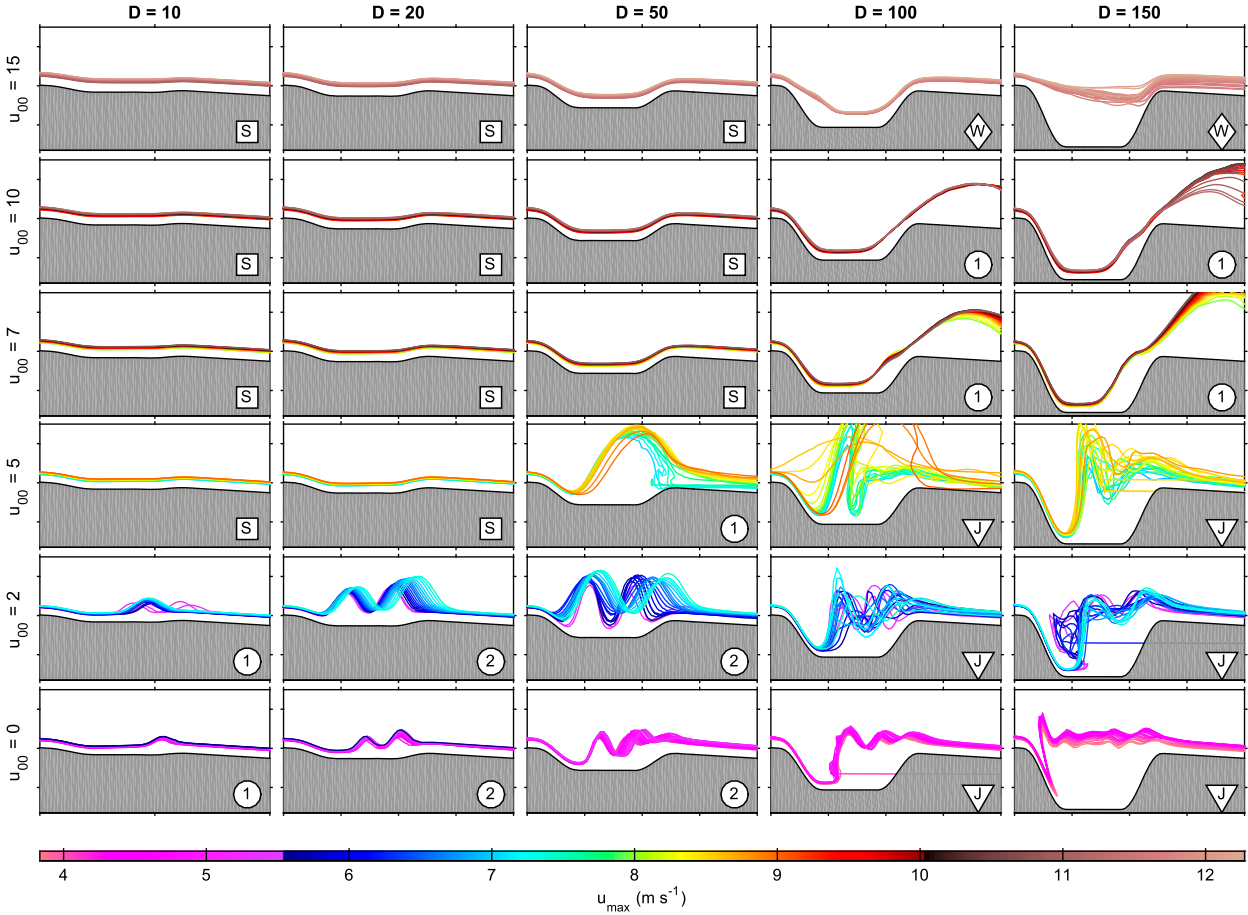 D = 10 D = 20 D = 50 D = 100 D = 150
u00 = 15 S S S W W
u00 = 10 S S S 1 1
u00 = 7 S S S 1 1
u00 = 5 S S 1 J J
u00 = 2 1 2 2 J J
u00 = 0 1 2 2 J J
4 5 6 7 8 9 10 11 12
umax (m s-1)